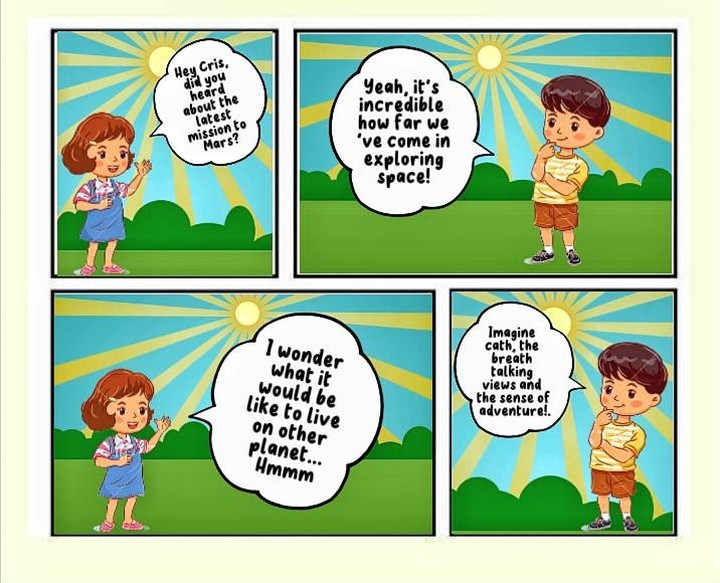 Hey Cris,
did you
heard
about the
latest
mission to
Mars?
Yeah, it's
incredible
how far we
've come in
exploring
space!
I wonder
what it
would be
like to live
on other
planet...
Hmmm
Imagine
cath, the
breath
talking
views and
the sense of
adventure!.